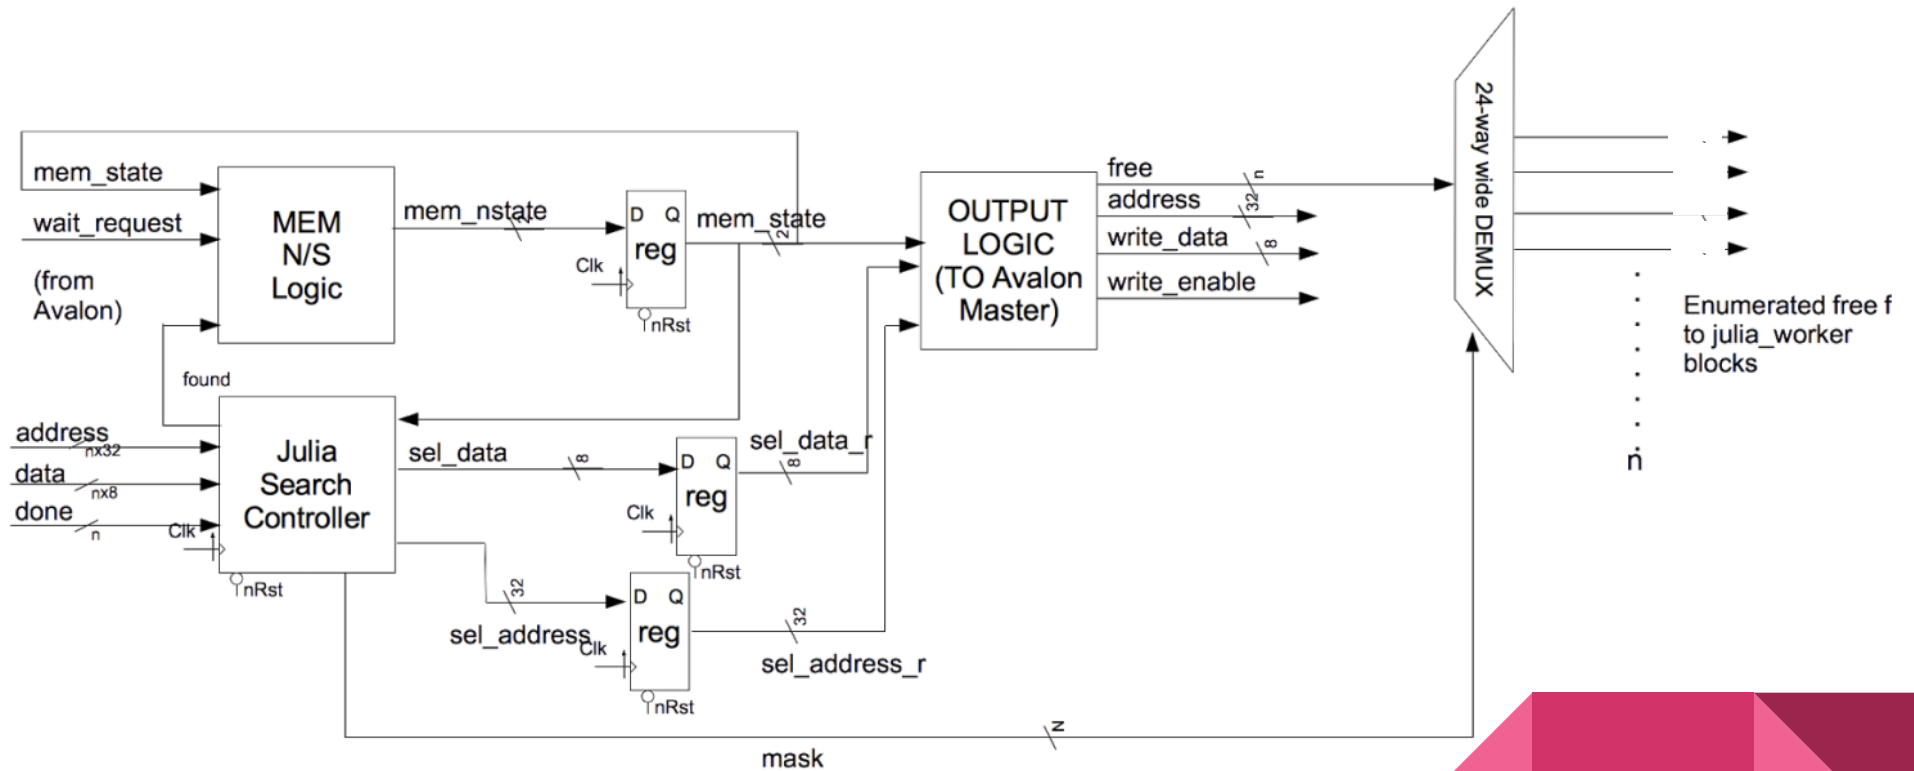 mem_state
wait_request
(from
Avalon)
MEM
N/S
Logic
mem_nstate
2
D Q
reg
Clk
nRst
mem_state
2
found
address
nx32
data
nx8
done
n
Clk
nRst
Julia
Search
Controller
sel_data
8
D Q
reg
Clk
nRst
sel_data_r
8
sel_address
32
D Q
reg
Clk
nRst
32
sel_address_r
mask
N
OUTPUT
LOGIC
(TO Avalon
Master)
free
n
address
32
write_data
8
write_enable
24-way wide DEMUX
Enumerated free f
to julia_worker
blocks
n